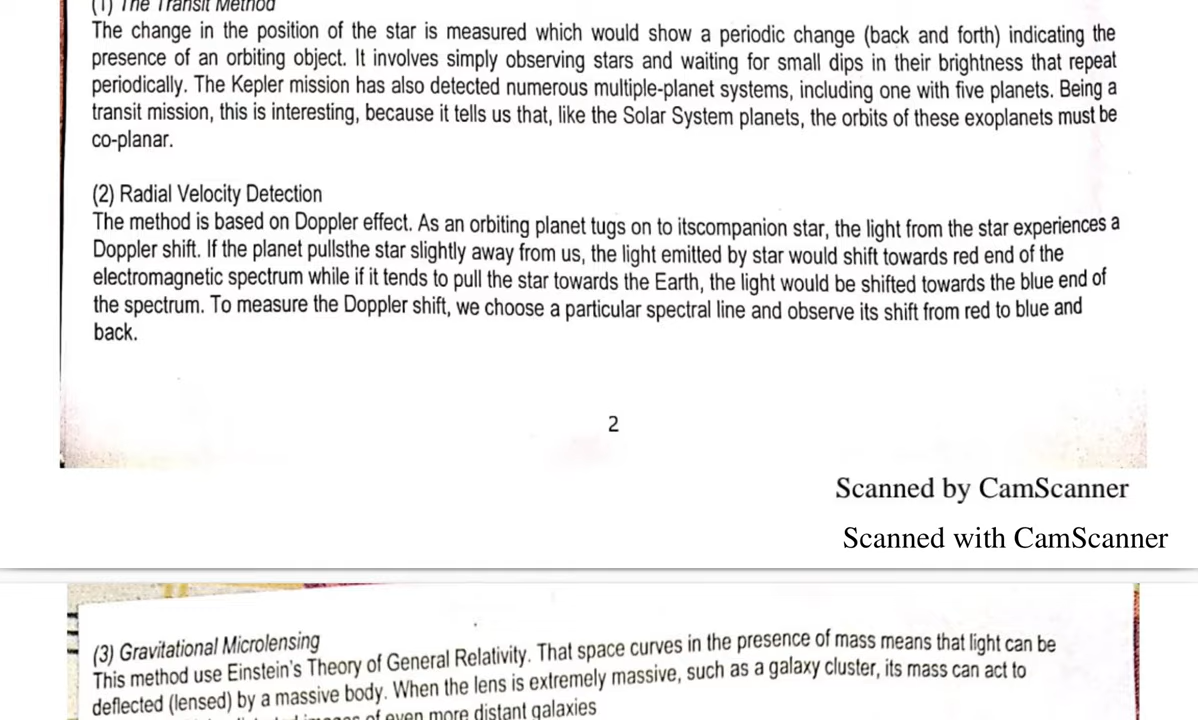 (1) The Transit Method
The change in the position of the star is measured which would show a periodic change (back and forth) indicating the
presence of an orbiting object. It involves simply observing stars and waiting for small dips in their brightness that repeat
periodically. The Kepler mission has also detected numerous multiple-planet systems, including one with five planets. Being a
transit mission, this is interesting, because it tells us that, like the Solar System planets, the orbits of these exoplanets must be
co-planar.
(2) Radial Velocity Detection
The method is based on Doppler effect. As an orbiting planet tugs on to itscompanion star, the light from the star experiences a
Doppler shift. If the planet pullsthe star slightly away from us, the light emitted by star would shift towards red end of the
electromagnetic spectrum while if it tends to pull the star towards the Earth, the light would be shifted towards the blue end of
the spectrum. To measure the Doppler shift, we choose a particular spectral line and observe its shift from red to blue and
back.
2
Scanned by CamScanner
Scanned with CamScanner
(3) Gravitational Microlensing
This method use Einstein's Theory of General Relativity. That space curves in the presence of mass means that light can be
deflected (lensed) by a massive body. When the lens is extremely massive, such as a galaxy cluster, its mass can act to
of even more distant galaxies